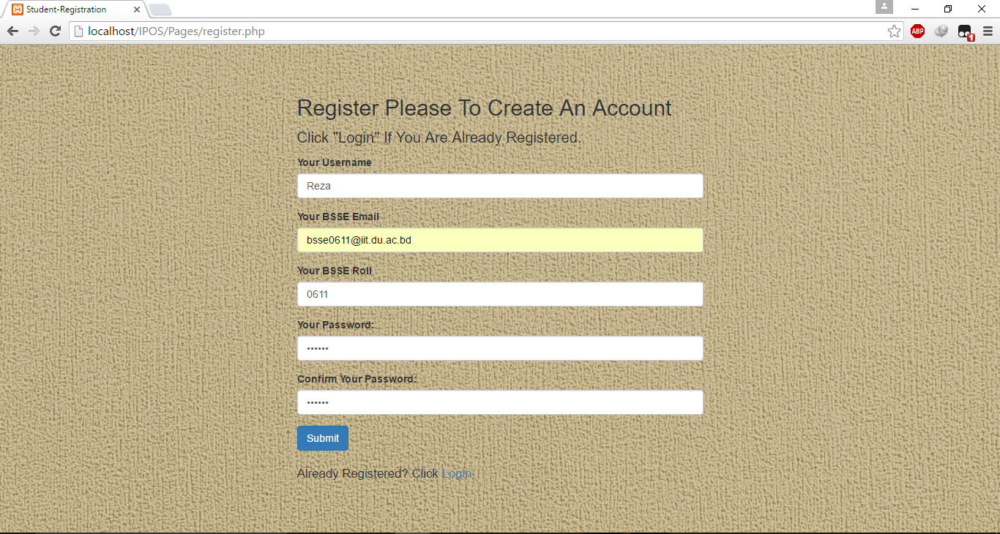 Student-Registration
localhost/IPOS/Pages/register.php
ABP
1
Register Please To Create An Account
Click "Login" If You Are Already Registered.
Your Username
Reza
Your BSSE Email
bsse0611@iit.du.ac.bd
Your BSSE Roll
0611
Your Password:
••••••
Confirm Your Password:
••••••
Submit
Already Registered? Click Login